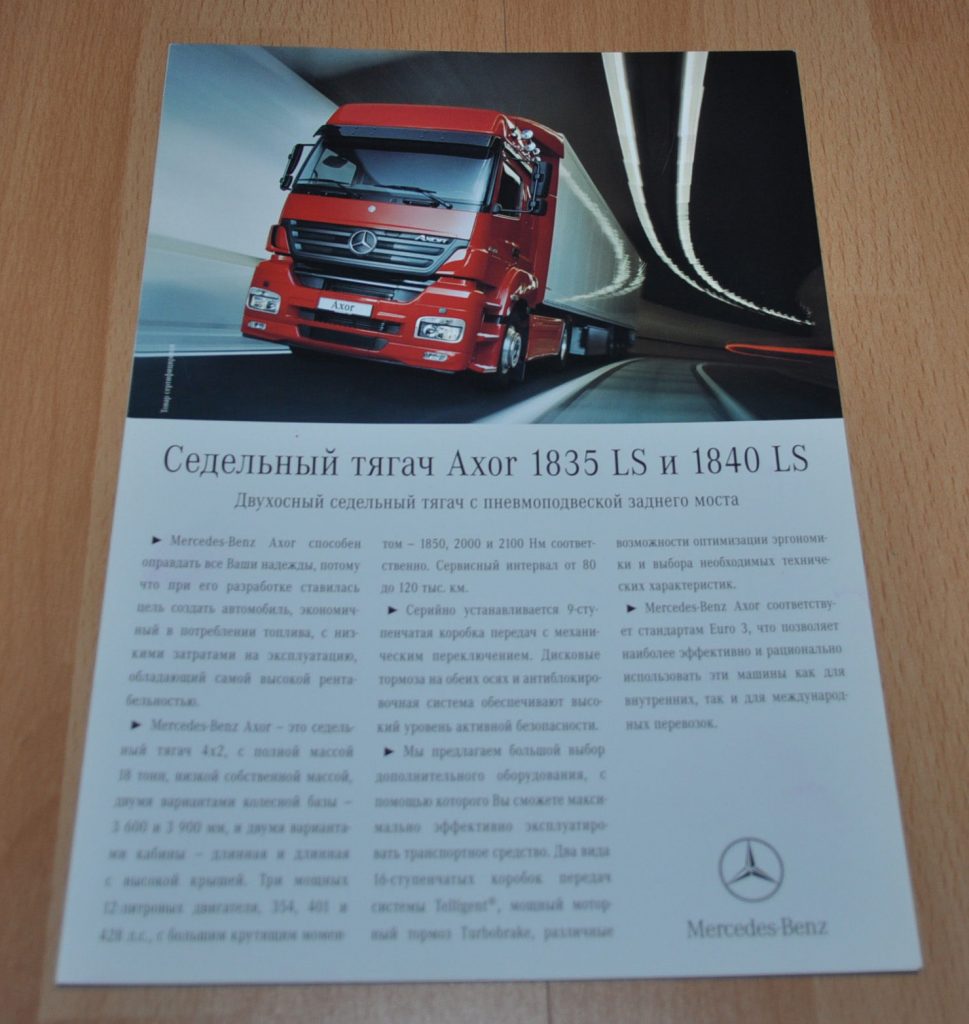 AXOR
Axor
Товар сертифицирован
Седельный тягач Axor 1835 LS и 1840 LS
Двухосный седельный тягач с пневмоподвеской заднего моста
► Mercedes-Benz Axor способен
оправдать все Ваши надежды, потому
что при его разработке ставилась
цель создать автомобиль, экономич-
ный в потреблении топлива, с низ-
кими затратами на эксплуатацию,
обладающий самой высокой рента-
бельностью.
► Mercedes-Benz Axor – это седель-
ный тягач 4x2, с полной массой
18 тонн, низкой собственной массой,
двумя вариантами колесной базы –
3 600 и 3 900 мм, и двумя варианта-
ми кабины – длинная и длинная
с высокой крышей. Три мощных
12-литровых двигателя, 354, 401 и
428 л.с., с большим крутящим момен-
том – 1850, 2000 и 2100 Нм соответ-
ственно. Сервисный интервал от 80
до 120 тыс. км.
► Серийно устанавливается 9-сту-
пенчатая коробка передач с механи-
ческим переключением. Дисковые
тормоза на обеих осях и антиблокиро-
вочная система обеспечивают высо-
кий уровень активной безопасности.
► Мы предлагаем большой выбор
дополнительного оборудования, с
помощью которого Вы сможете макси-
мально эффективно эксплуатиро-
вать транспортное средство. Два вида
16-ступенчатых коробок передач
системы Telligent®, мощный мотор-
ный тормоз Turbobrake, различные
возможности оптимизации эргономи-
ки и выбора необходимых техниче-
ских характеристик.
► Mercedes-Benz Axor соответству-
ет стандартам Euro 3, что позволяет
наиболее эффективно и рационально
использовать эти машины как для
внутренних, так и для международ-
ных перевозок.
Mercedes-Benz